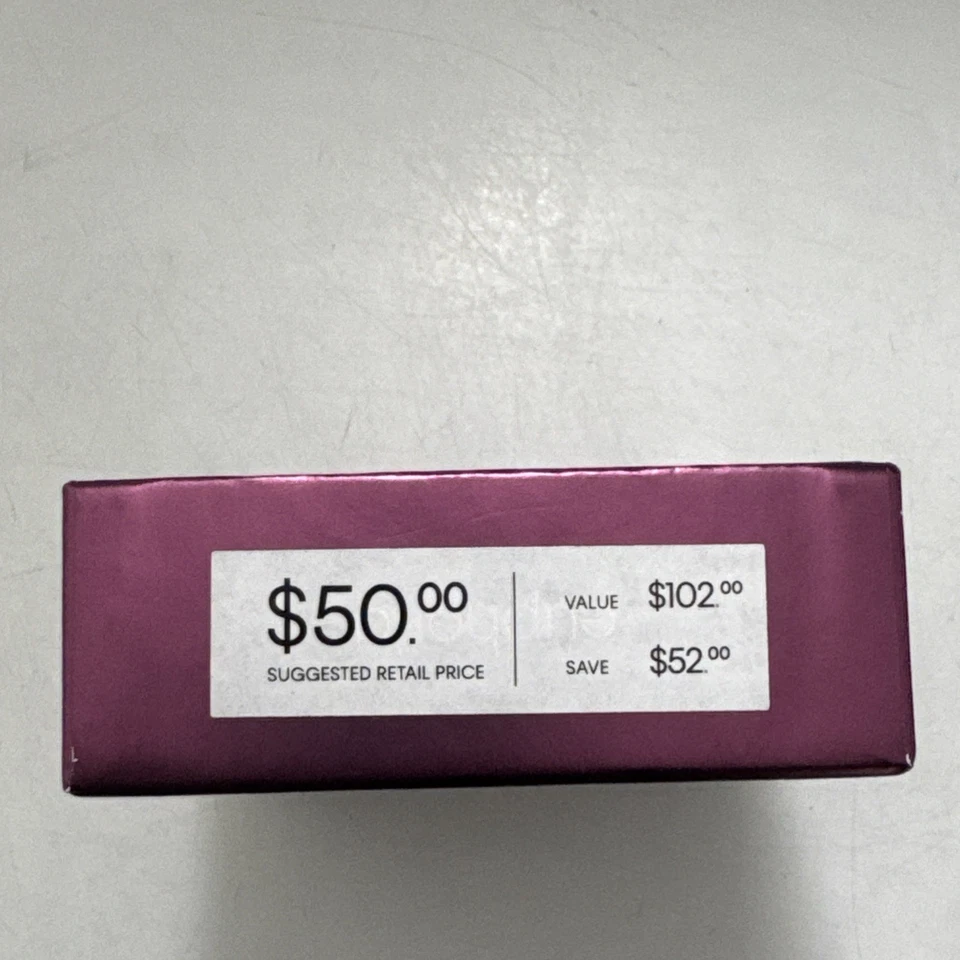 $50.00
SUGGESTED RETAIL PRICE
VALUE $102.00
SAVE $52.00